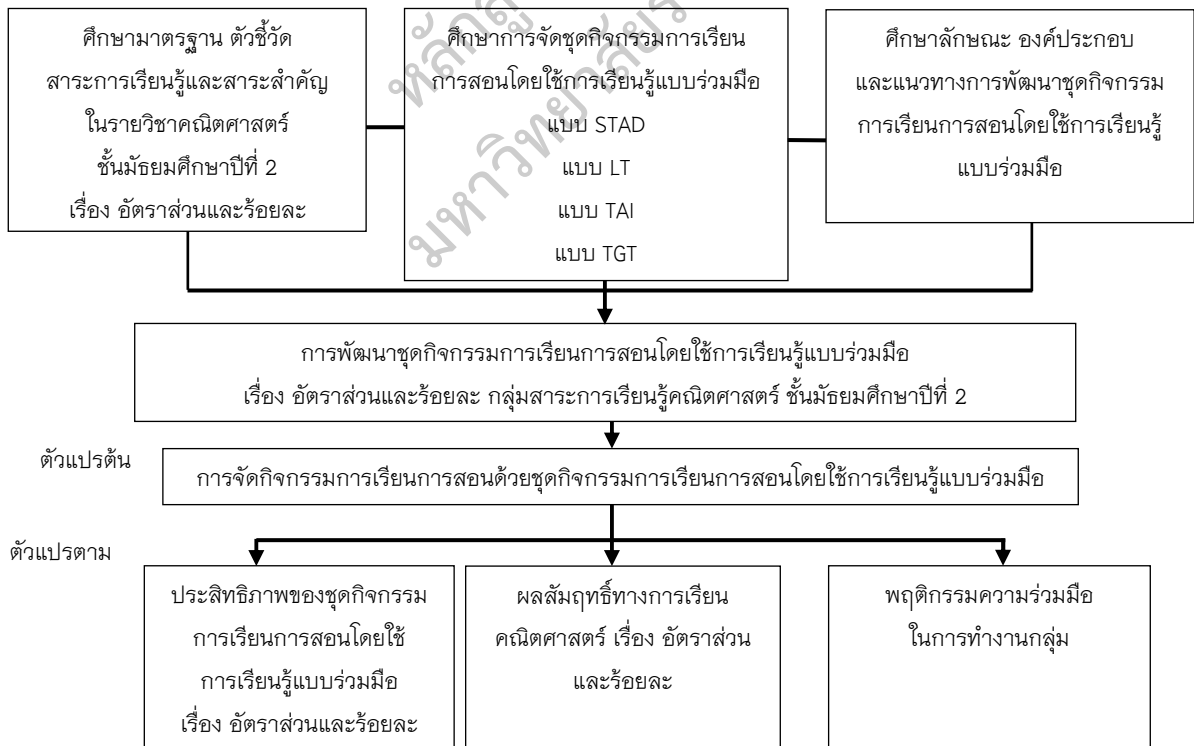 ศึกษามาตรฐาน ตัวชี้วัด
สาระการเรียนรู้และสาระสำคัญ
ในรายวิชาคณิตศาสตร์
ชั้นมัธยมศึกษาปีที่ 2
เรื่อง อัตราส่วนและร้อยละ
ศึกษาการจัดชุดกิจกรรมการเรียน
การสอนโดยใช้การเรียนรู้แบบร่วมมือ
แบบ STAD
แบบ LT
แบบ TAI
แบบ TGT
ศึกษาลักษณะ องค์ประกอบ
และแนวทางการพัฒนาชุดกิจกรรม
การเรียนการสอนโดยใช้การเรียนรู้
แบบร่วมมือ
การพัฒนาชุดกิจกรรมการเรียนการสอนโดยใช้การเรียนรู้แบบร่วมมือ
เรื่อง อัตราส่วนและร้อยละ กลุ่มสาระการเรียนรู้คณิตศาสตร์ ชั้นมัธยมศึกษาปีที่ 2
ตัวแปรต้น
การจัดกิจกรรมการเรียนการสอนด้วยชุดกิจกรรมการเรียนการสอนโดยใช้การเรียนรู้แบบร่วมมือ
ตัวแปรตาม
ประสิทธิภาพของชุดกิจกรรม
การเรียนการสอนโดยใช้
การเรียนรู้แบบร่วมมือ
เรื่อง อัตราส่วนและร้อยละ
ผลสัมฤทธิ์ทางการเรียน
คณิตศาสตร์ เรื่อง อัตราส่วน
และร้อยละ
พฤติกรรมความร่วมมือ
ในการทำงานกลุ่ม